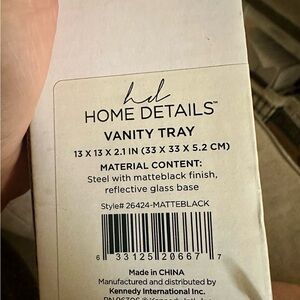 hd
HOME DETAILS™
VANITY TRAY
13 X 13 X 2.1 IN (33 X 33 X 5.2 CM)
MATERIAL CONTENT:
Steel with matteblack finish,
reflective glass base
Style# 26424-MATTEBLACK
6 33125 20667 7
Made in CHINA
Manufactured and distributed by
Kennedy International Inc.